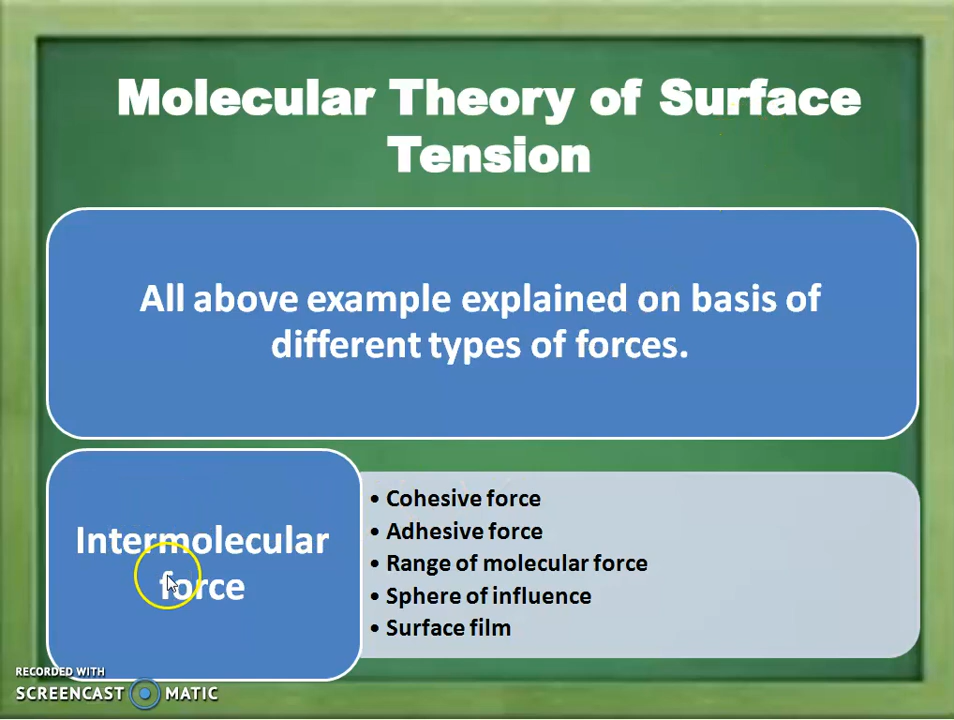 Molecular Theory of Surface
Tension
All above example explained on basis of
different types of forces.
Intermolecular
force
• Cohesive force
• Adhesive force
• Range of molecular force
• Sphere of influence
• Surface film
RECORDED WITH
SCREENCAST MATIC